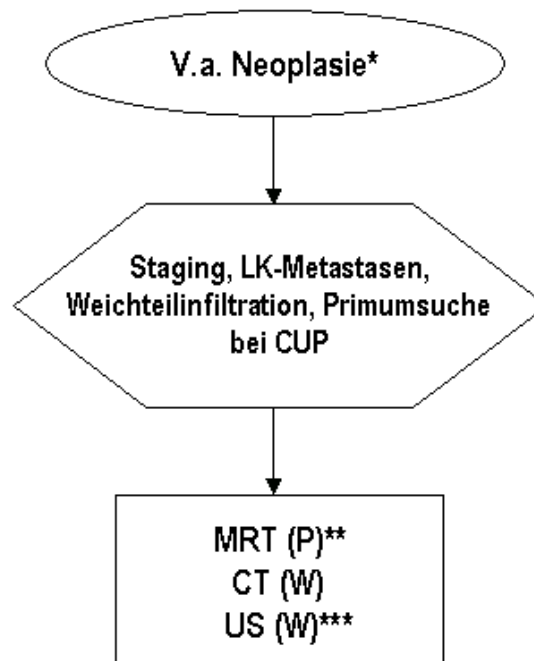 V.a. Neoplasie*
Staging, LK-Metastasen,
Weichteilinfiltration, Primumsuche
bei CUP
MRT (P)**
CT (W)
US (W)***